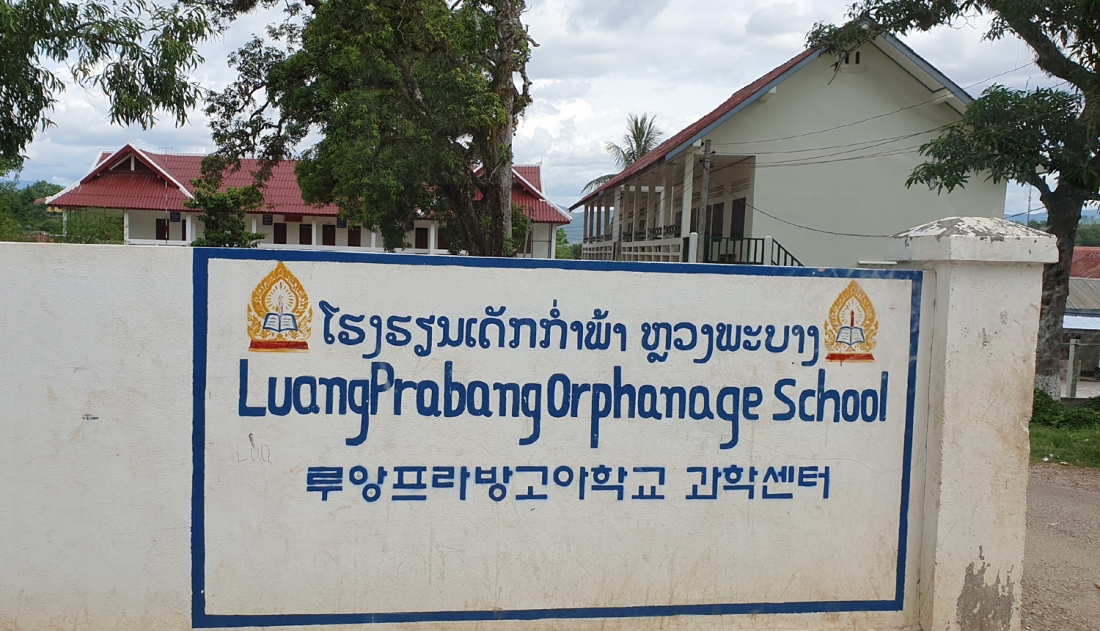 ໂຮງຮຽນເດັກກຳພ້າ ຫຼວງພະບາງ
LuangPrabang Orphanage School
루앙프라방고아학교 과학센터